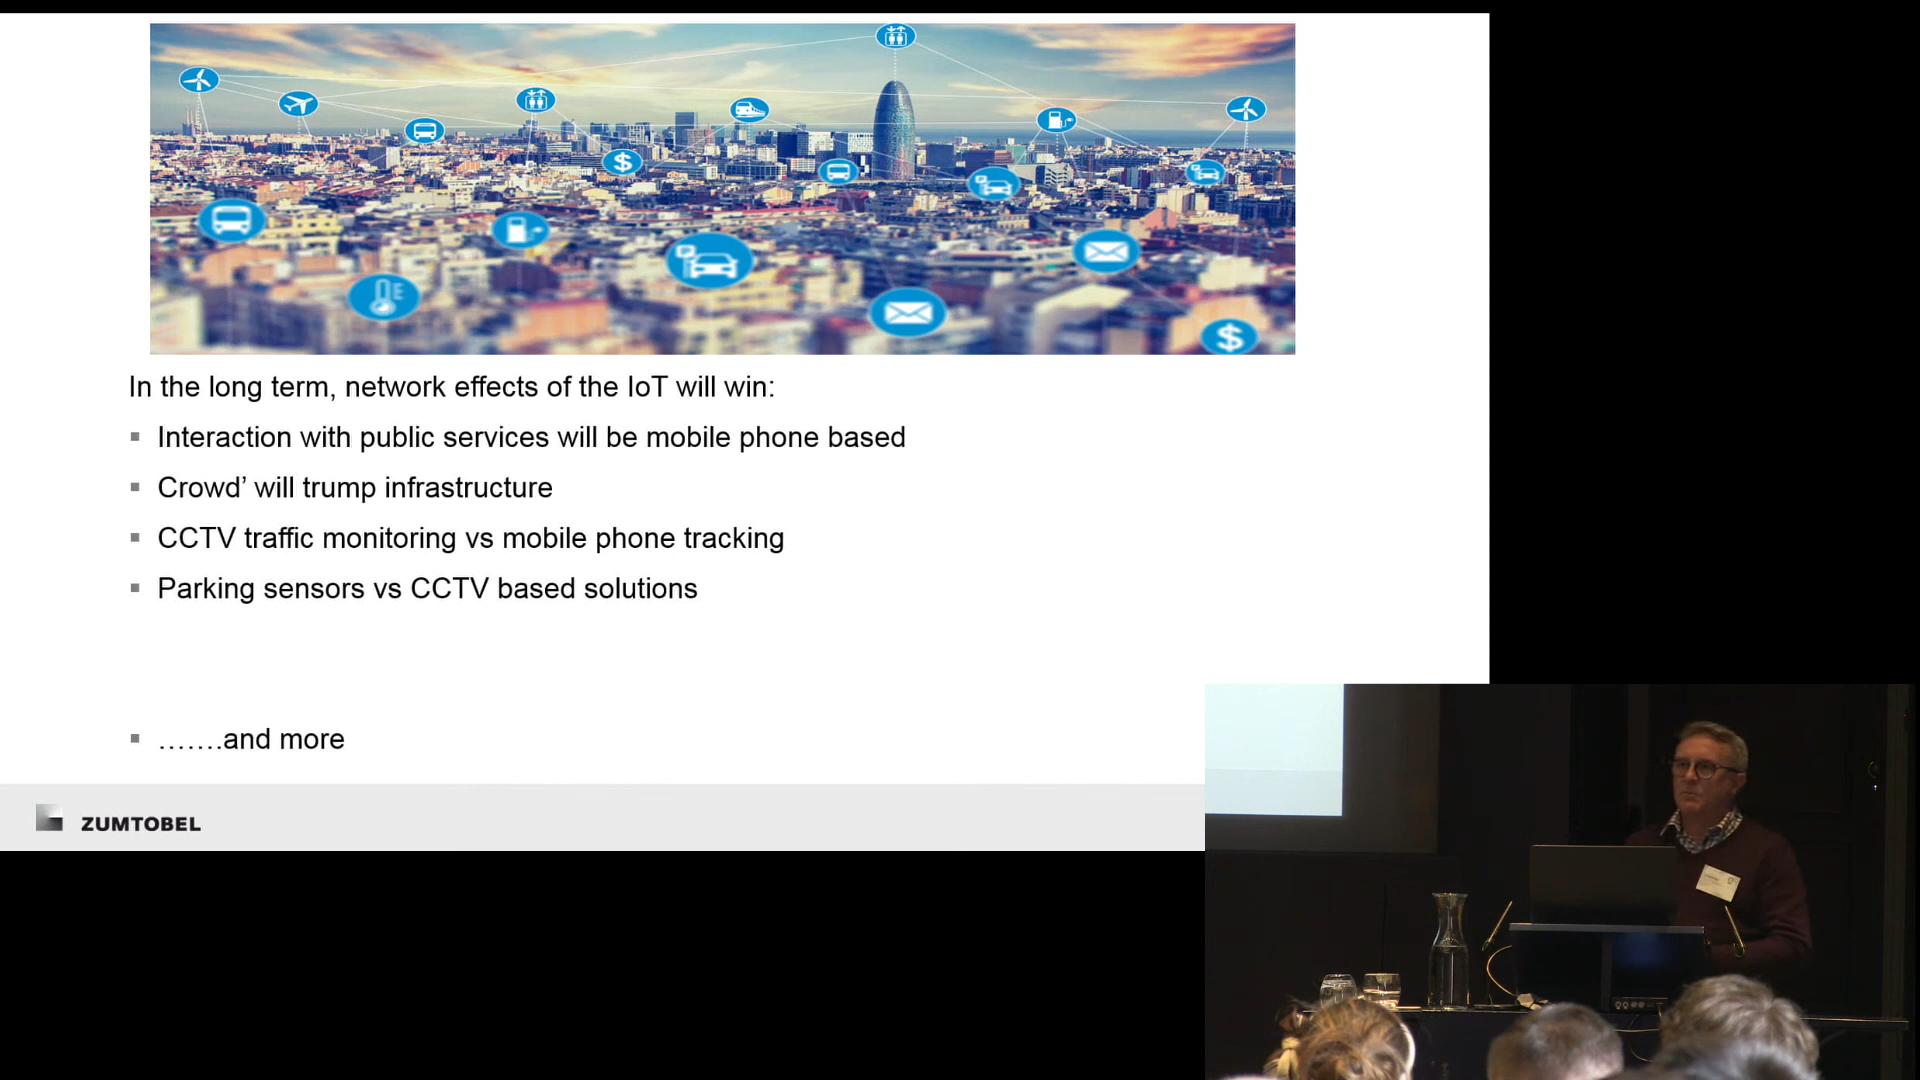 In the long term, network effects of the IoT will win:
Interaction with public services will be mobile phone based
Crowd’ will trump infrastructure
CCTV traffic monitoring vs mobile phone tracking
Parking sensors vs CCTV based solutions
…….and more
ZUMTOBEL